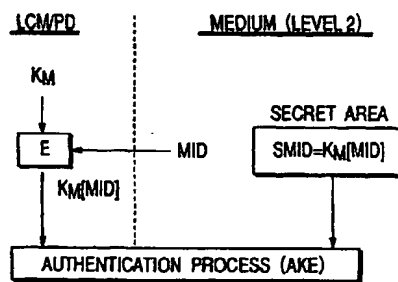 LCM/PD
MEDIUM (LEVEL 2)
KM
SECRET AREA
E
MID
SMID=KM[MID]
KM[MID]
AUTHENTICATION PROCESS (AKE)